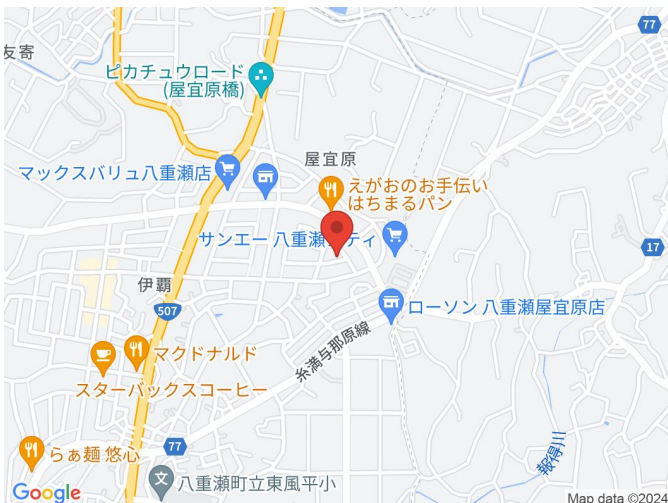 77
友寄
ピカチュウロード
(屋宜原橋)
屋宜原
マックスバリュ八重瀬店
えがおのお手伝い
はちまるパン
サンエー 八重瀬シティ
17
伊覇
507
ローソン 八重瀬屋宜原店
糸満与那原線
マクドナルド
スターバックスコーヒー
77
らぁ麺 悠心
報得川
八重瀬町立東風平小
Google
Map data ©2024